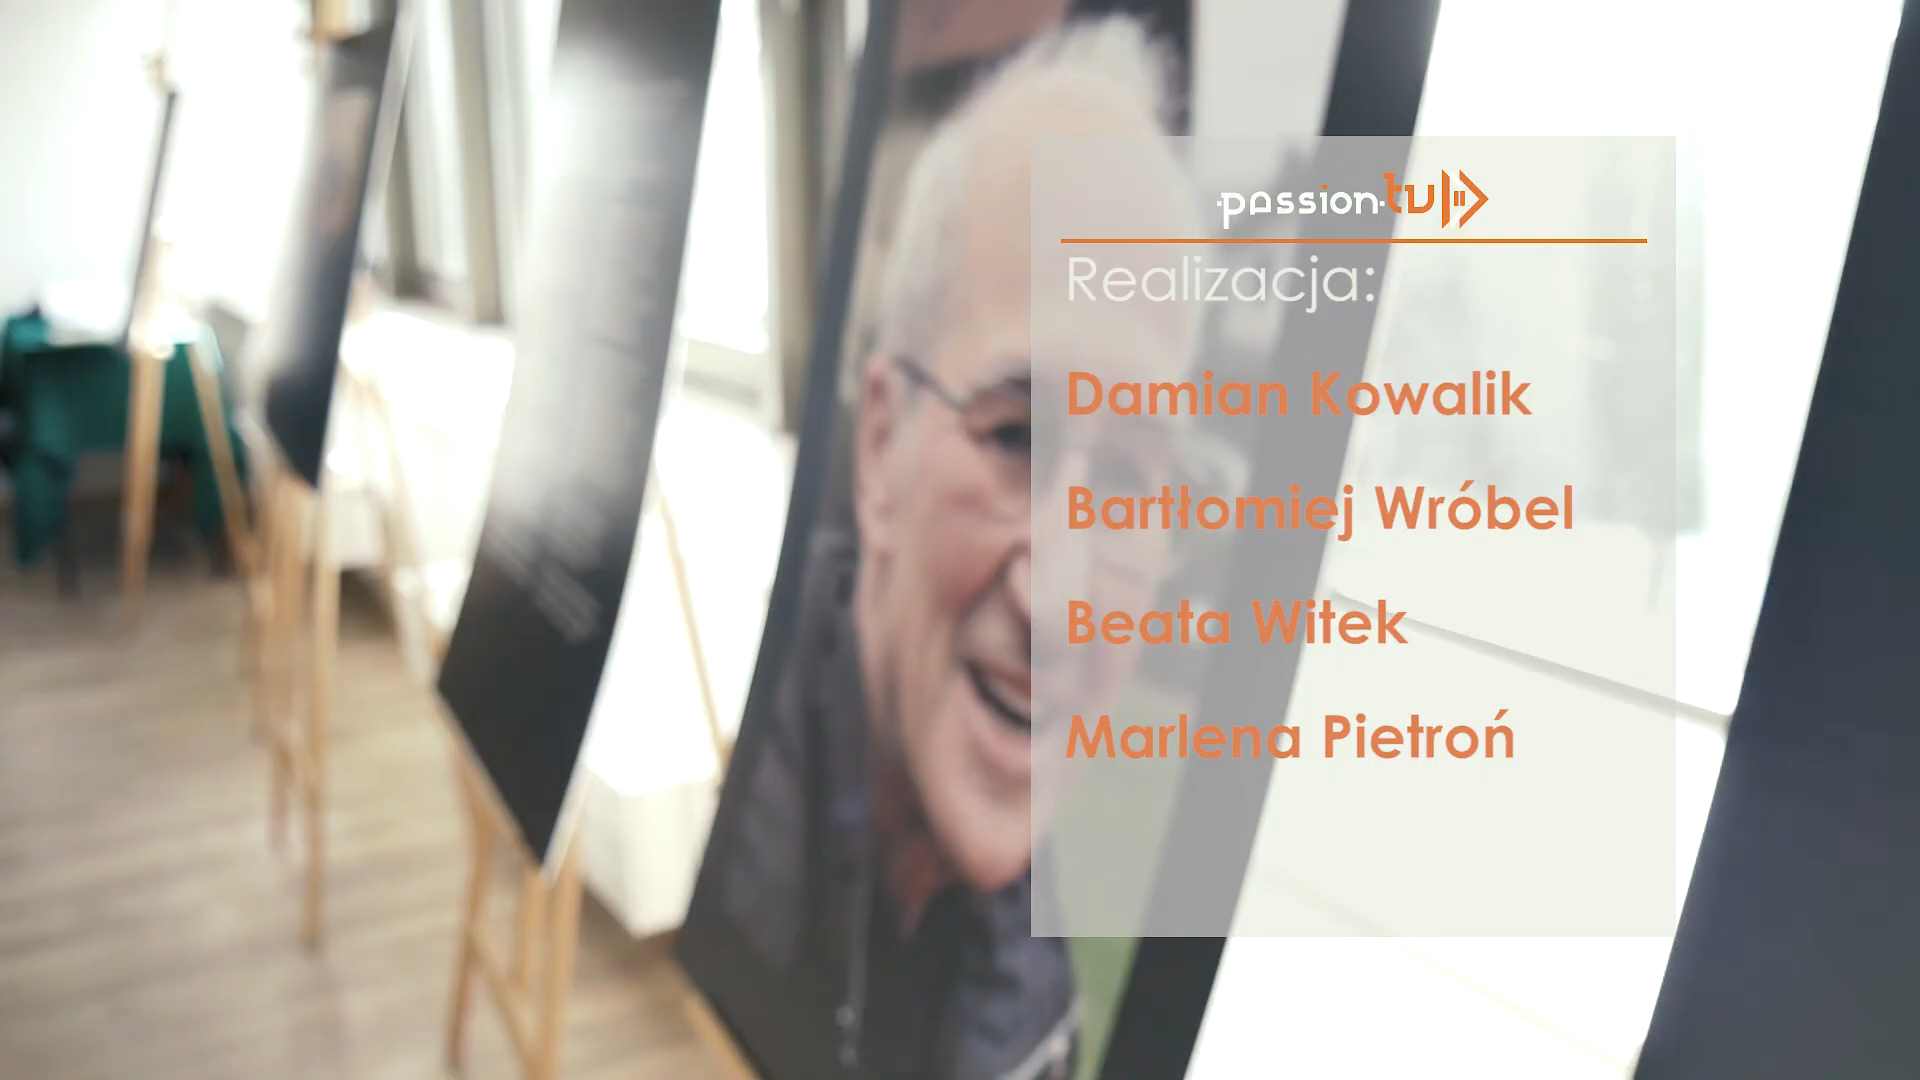 passion tv
Realizacja:
Damian Kowalik
Bartłomiej Wróbel
Beata Witek
Marlena Pietroń